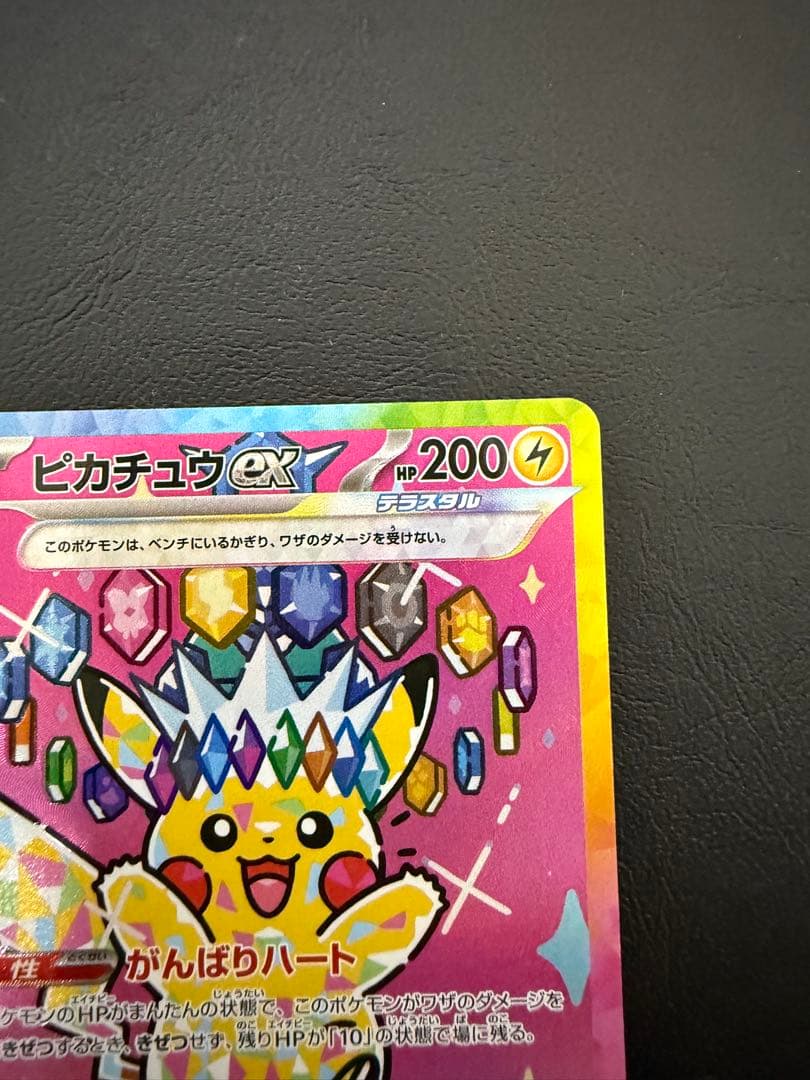 ピカチュウex HP200
テラスタル
このポケモンは、ベンチにいるかぎり、ワザのダメージを受けない。
性 がんばりハート
ケモンのHPがまんたんの状態で、このポケモンがワザのダメージを
きぜつするとき、きぜつせず、残りHPが「10」の状態で場に残る。